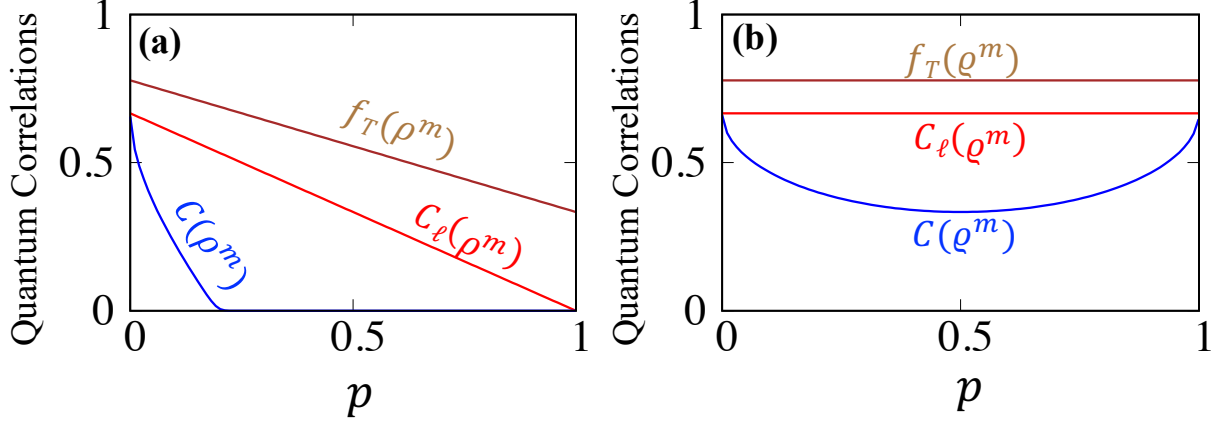 (a)
Quantum Correlations
1
0.5
0
f_T(ρ^m)
C_ℓ(ρ^m)
C(ρ^m)
0 0.5 1
p
(b)
Quantum Correlations
1
0.5
0
f_T(ϱ^m)
C_ℓ(ϱ^m)
C(ϱ^m)
0 0.5 1
p